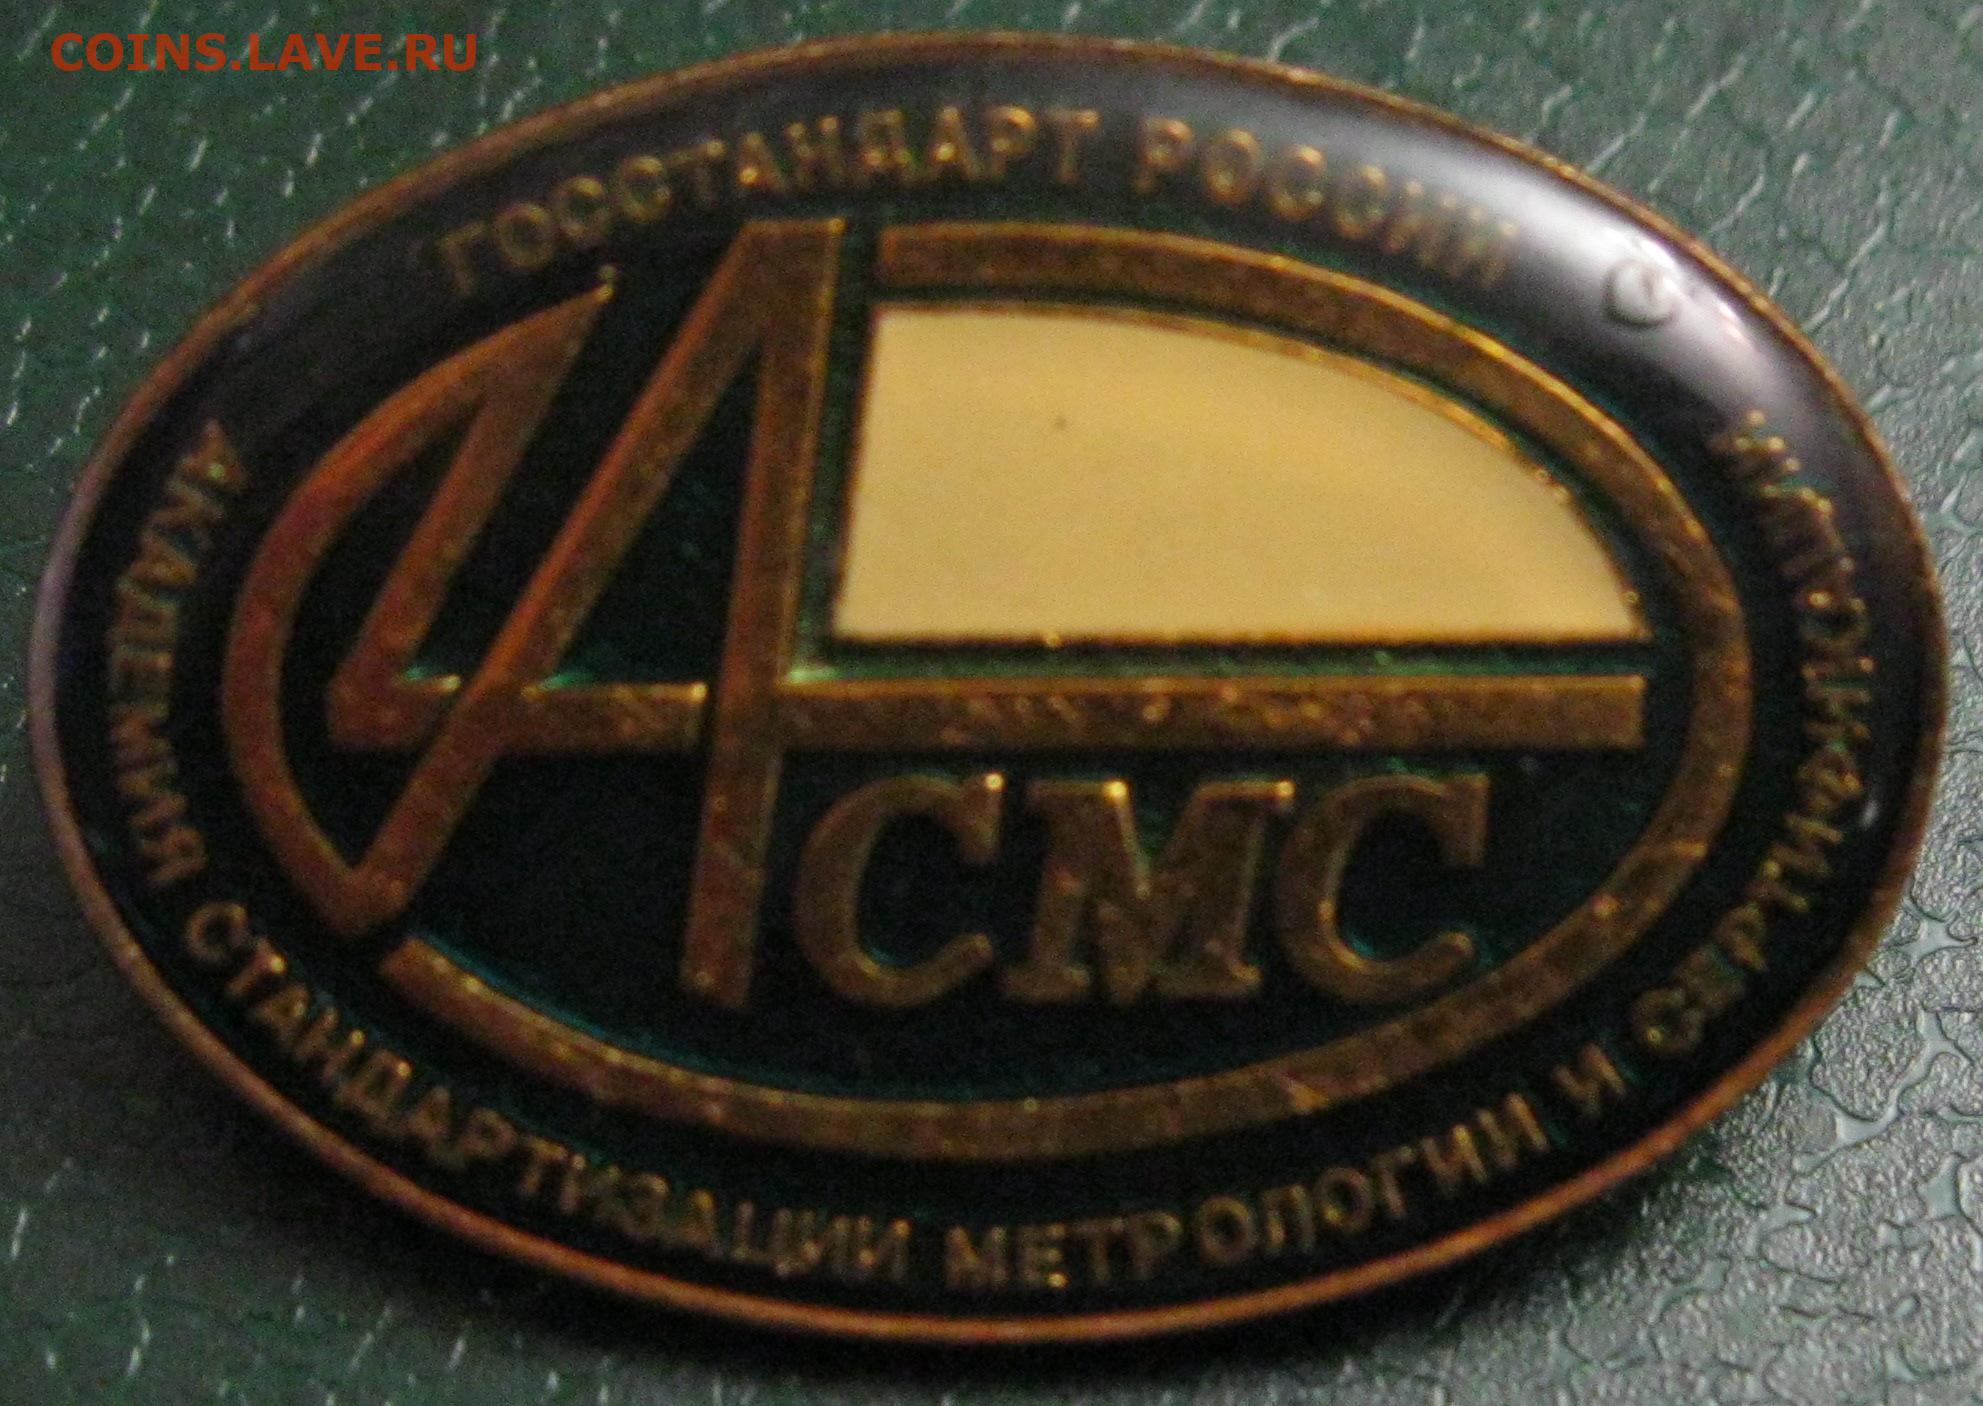 COINS.LAVE.RU
ГОССТАНДАРТ РОССИИ
АСМС
АКАДЕМИЯ СТАНДАРТИЗАЦИИ МЕТРОЛОГИИ И СЕРТИФИКАЦИИ